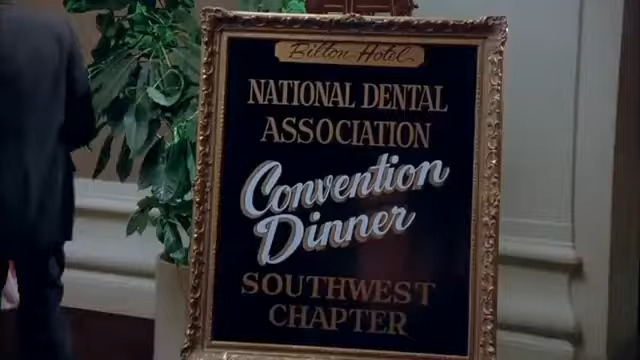 Bilton Hotel
NATIONAL DENTAL
ASSOCIATION
Convention
Dinner
SOUTHWEST
CHAPTER